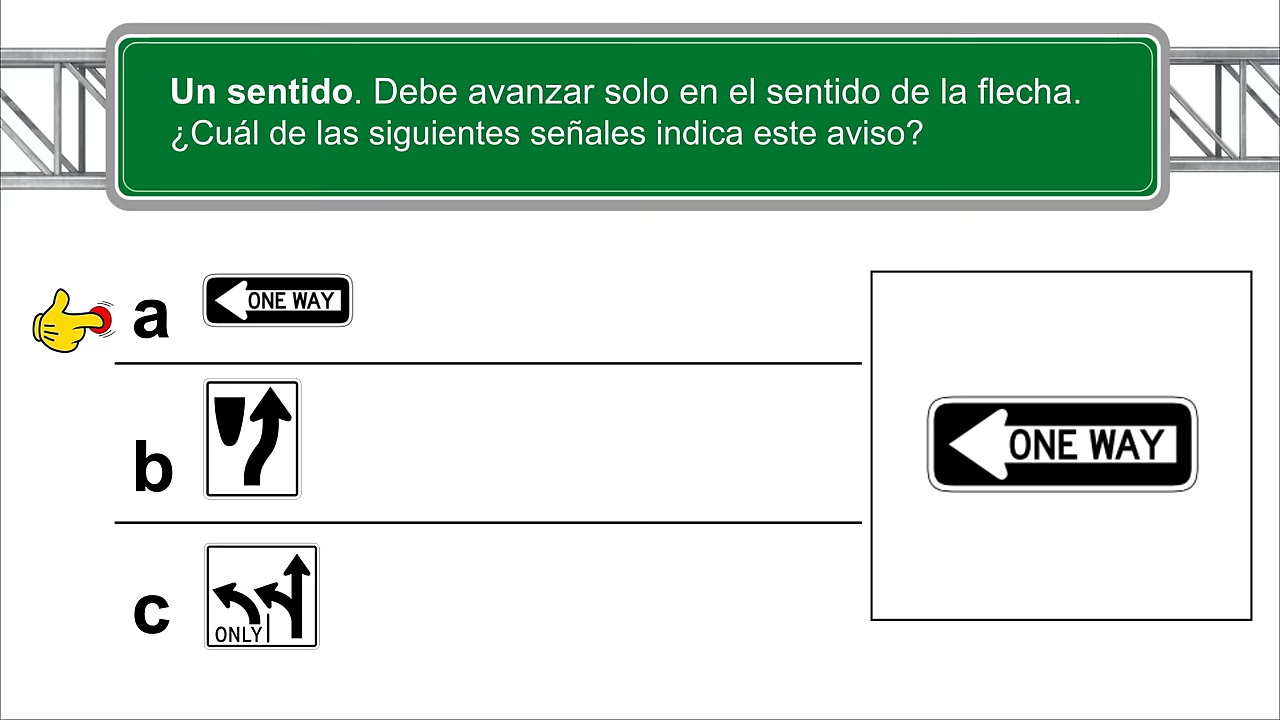 Un sentido. Debe avanzar solo en el sentido de la flecha.
¿Cuál de las siguientes señales indica este aviso?
a
ONE WAY
b
c
ONLY
ONE WAY